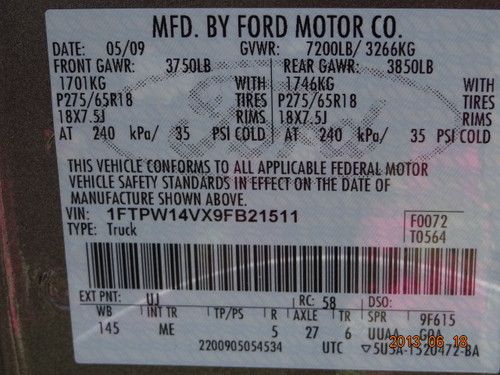 MFD. BY FORD MOTOR CO.
DATE: 05/09 GVWR: 7200LB/ 3266KG
FRONT GAWR: 3750LB REAR GAWR: 3850LB
1701KG WITH 1746KG WITH
P275/65R18 TIRES P275/65R18 TIRES
18X7.5J RIMS 18X7.5J RIMS
AT 240 kPa/ 35 PSI COLD AT 240 kPa/ 35 PSI COLD
THIS VEHICLE CONFORMS TO ALL APPLICABLE FEDERAL MOTOR
VEHICLE SAFETY STANDARDS IN EFFECT ON THE DATE OF
MANUFACTURE SHOWN ABOVE.
VIN: 1FTPW14VX9FB21511 F0072
TYPE: Truck T0564
EXT PNT: UJ RC: 58 DSO:
WB INT TR TP/PS R AXLE TR SPR 9F615
145 ME 5 27 6 UUAA GOA
2200905054534 UTC 5U5A-1520472-BA
2013 06 18
Ford